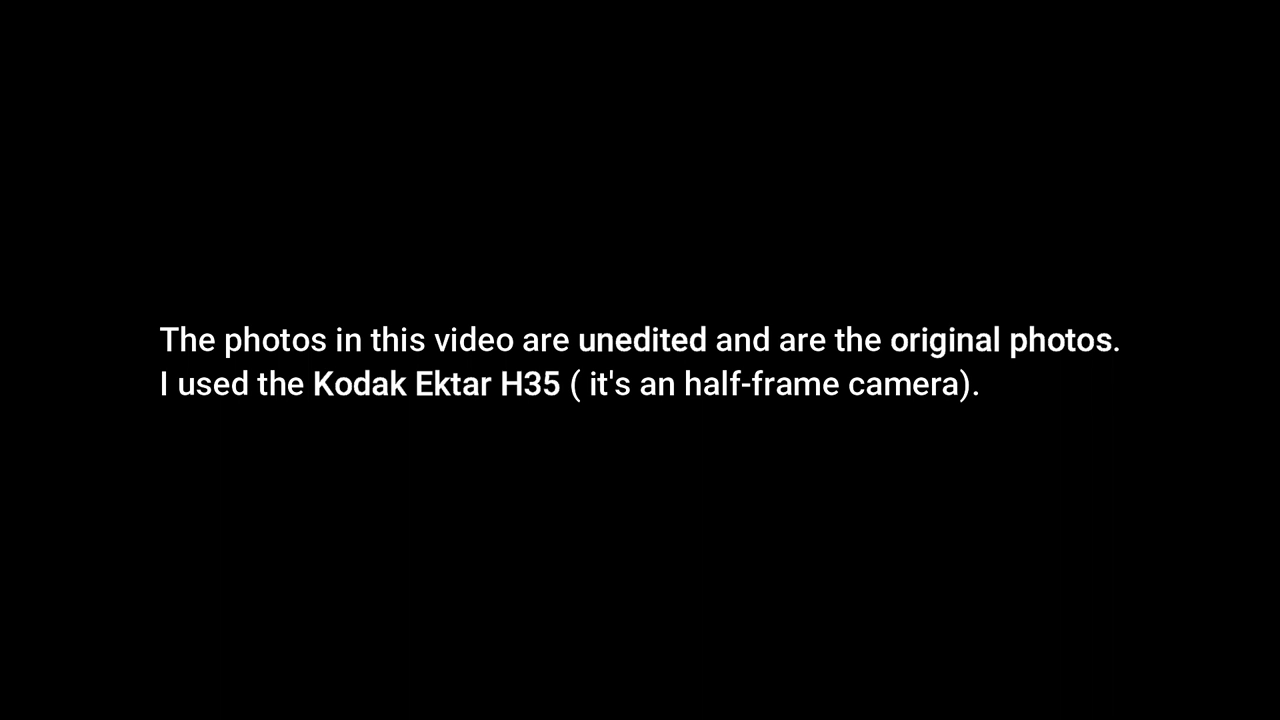 The photos in this video are unedited and are the original photos.
I used the Kodak Ektar H35 ( it's an half-frame camera).